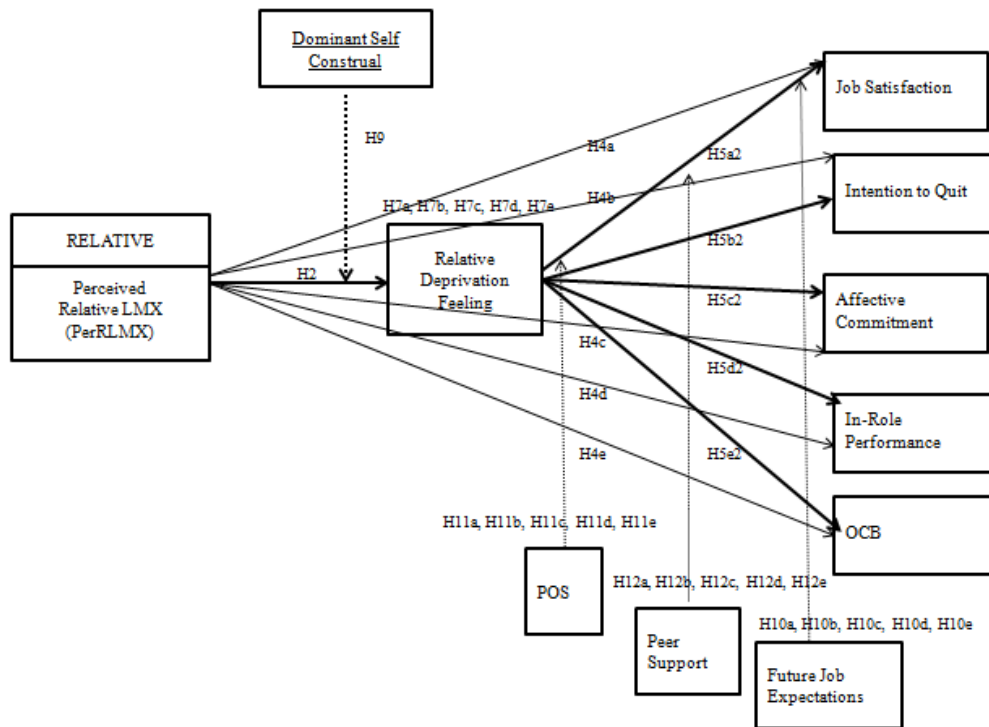 Dominant Self
Construal
H9
Job Satisfaction
H4a
H5a2
Intention to Quit
H7a, H7b, H7c, H7d, H7e
H4b
RELATIVE
Perceived
Relative LMX
(PerRLMX)
H2
Relative
Deprivation
Feeling
H5b2
H5c2
Affective
Commitment
H4c
H5d2
H4d
In-Role
Performance
H4e
H5e2
H11a, H11b, H11c, H11d, H11e
OCB
POS
H12a, H12b, H12c, H12d, H12e
H10a, H10b, H10c, H10d, H10e
Peer
Support
Future Job
Expectations